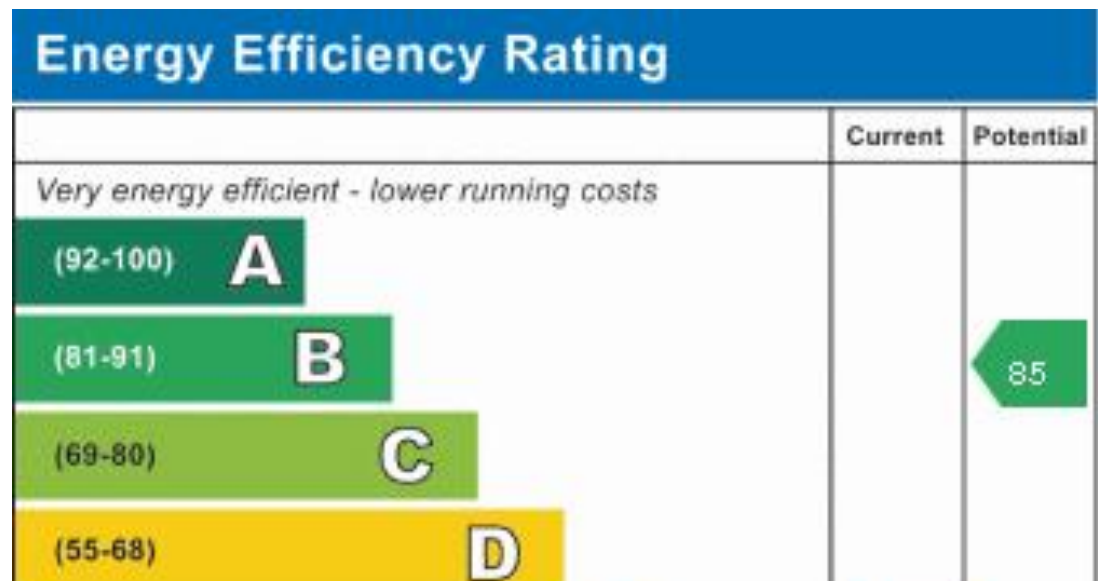 Energy Efficiency Rating
Current Potential
Very energy efficient - lower running costs
(92-100) A
(81-91) B
85
(69-80) C
(55-68) D